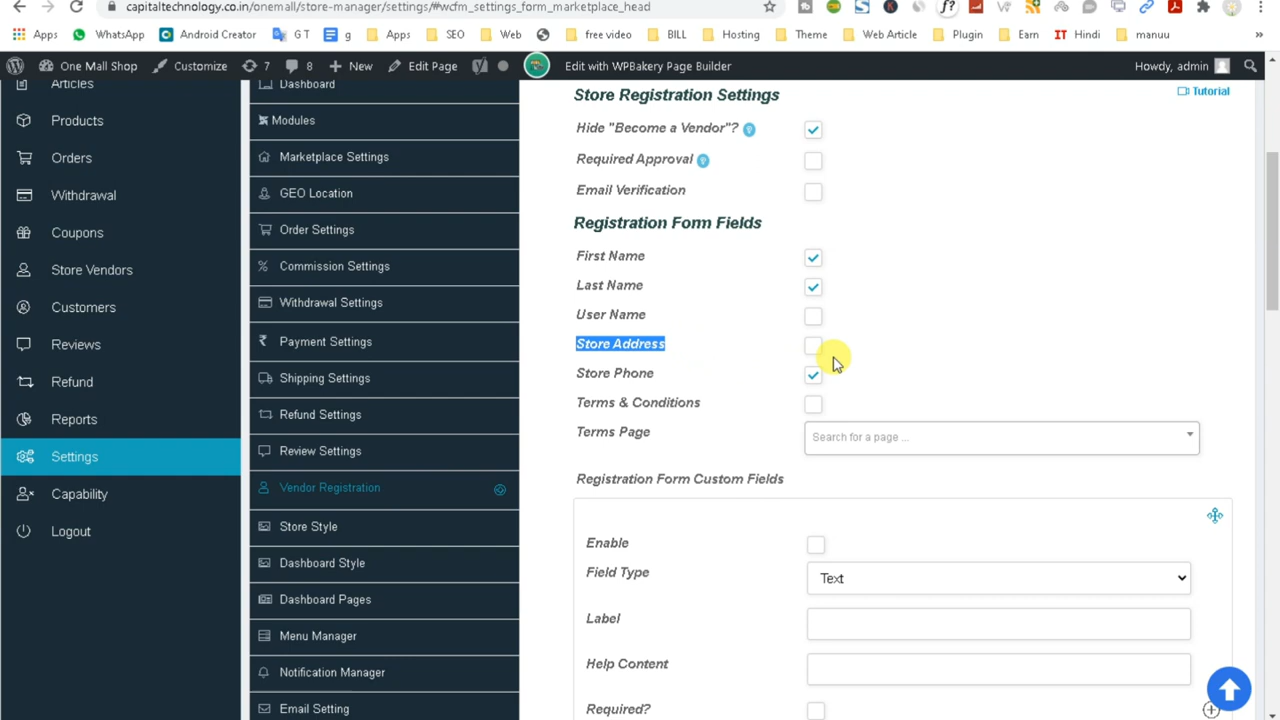 capitaltechnology.co.in/onemall/store-manager/settings/#wcfm_settings_form_marketplace_head
Apps WhatsApp Android Creator G T g Apps SEO Web free video BILL Hosting Theme Web Article Plugin Earn IT Hindi manuu »
One Mall Shop Customize 7 8 New Edit Page Edit with WPBakery Page Builder Howdy, admin
Articles
Products
Orders
Withdrawal
Coupons
Store Vendors
Customers
Reviews
Refund
Reports
Settings
Capability
Logout
Dashboard
Modules
Marketplace Settings
GEO Location
Order Settings
Commission Settings
Withdrawal Settings
₹ Payment Settings
Shipping Settings
Refund Settings
Review Settings
Vendor Registration
Store Style
Dashboard Style
Dashboard Pages
Menu Manager
Notification Manager
Email Setting
Store Registration Settings
Tutorial
Hide "Become a Vendor"?
Required Approval
Email Verification
Registration Form Fields
First Name
Last Name
User Name
Store Address
Store Phone
Terms & Conditions
Terms Page
Search for a page ...
Registration Form Custom Fields
Enable
Field Type
Text
Label
Help Content
Required?